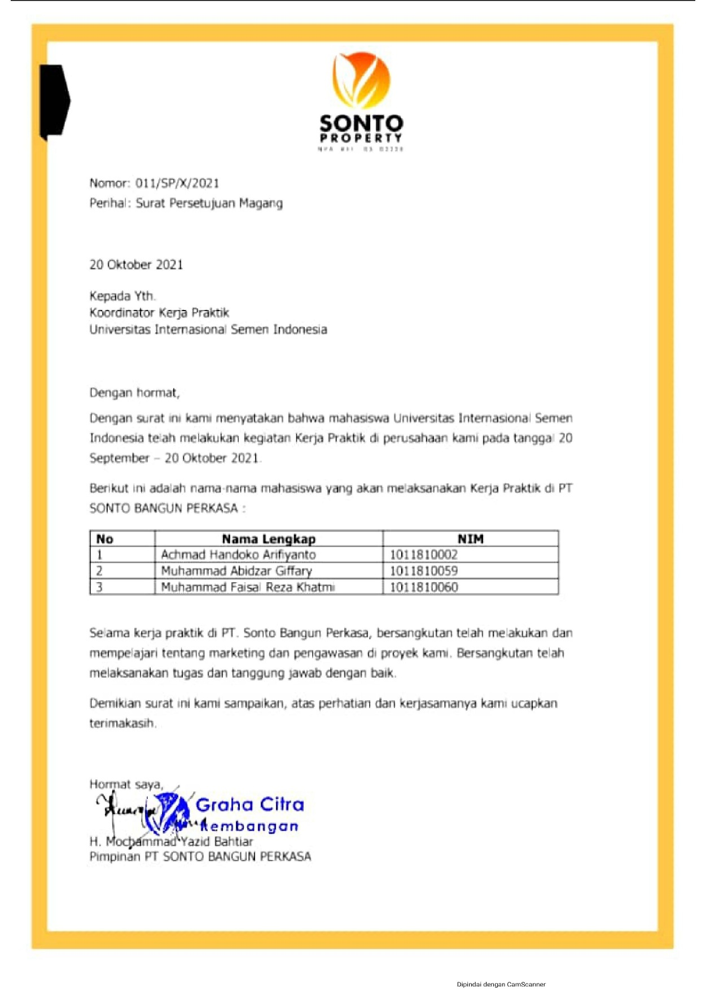 SONTO
PROPERTY
Nomor: 011/SP/X/2021
Perihal: Surat Persetujuan Magang
20 Oktober 2021
Kepada Yth.
Koordinator Kerja Praktik
Universitas Internasional Semen Indonesia
Dengan hormat,
Dengan surat ini kami menyatakan bahwa mahasiswa Universitas Internasional Semen
Indonesia telah melakukan kegiatan Kerja Praktik di perusahaan kami pada tanggal 20
September – 20 Oktober 2021.
Berikut ini adalah nama-nama mahasiswa yang akan melaksanakan Kerja Praktik di PT
SONTO BANGUN PERKASA :
No Nama Lengkap NIM
1 Achmad Handoko Arifiyanto 1011810002
2 Muhammad Abidzar Giffary 1011810059
3 Muhammad Faisal Reza Khatmi 1011810060
Selama kerja praktik di PT. Sonto Bangun Perkasa, bersangkutan telah melakukan dan
mempelajari tentang marketing dan pengawasan di proyek kami. Bersangkutan telah
melaksanakan tugas dan tanggung jawab dengan baik.
Demikian surat ini kami sampaikan, atas perhatian dan kerjasamanya kami ucapkan
terimakasih.
Hormat saya,
Graha Citra
Kembangan
H. Mochammad Yazid Bahtiar
Pimpinan PT SONTO BANGUN PERKASA
Dipindai dengan CamScanner